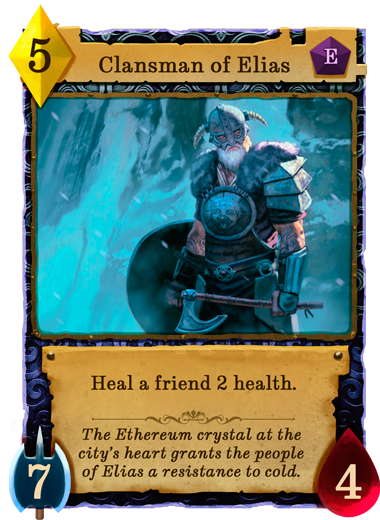 5
Clansman of Elias
E
Heal a friend 2 health.
The Ethereum crystal at the
city's heart grants the people
of Elias a resistance to cold.
7
4